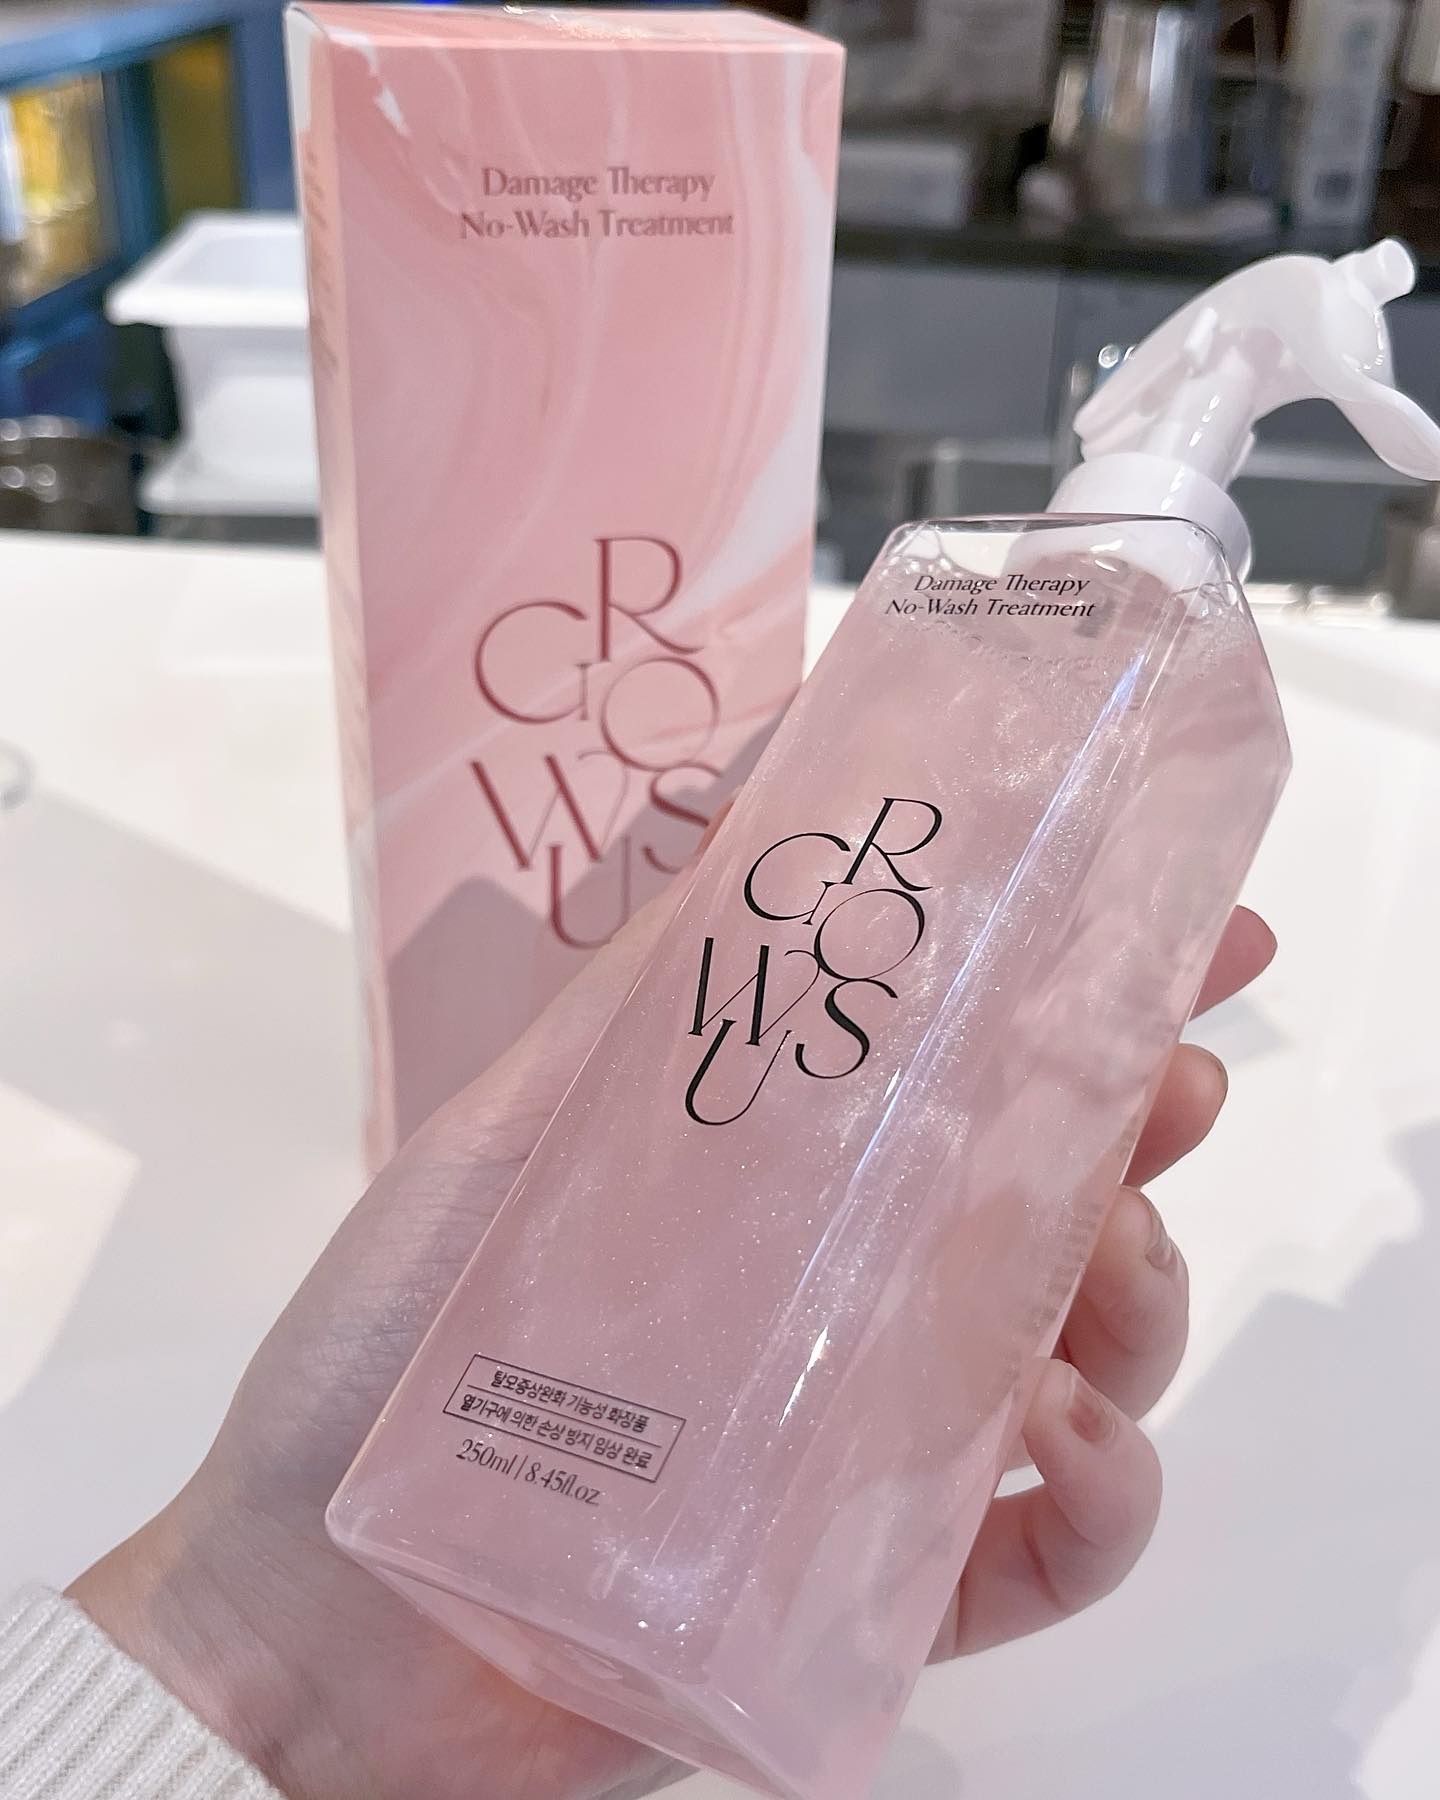 Damage Therapy
No-Wash Treatment
GROWUS
Damage Therapy
No-Wash Treatment
GROWUS
탈모증상완화 기능성 화장품
열기구에 의한 손상 방지 임상 완료
250ml | 8.45fl.oz